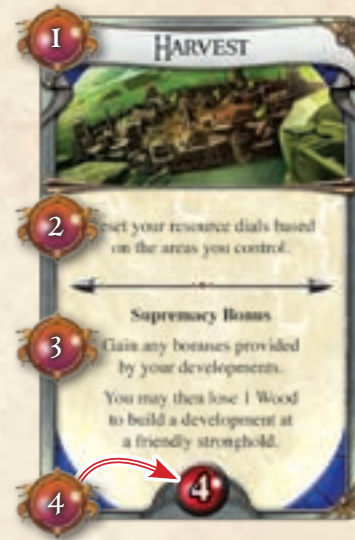 1
HARVEST
2
eset your resource dials based
on the areas you control.
Supremacy Bonus
3
Gain any bonuses provided
by your developments.
You may then lose 1 Wood
to build a development at
a friendly stronghold.
4
4